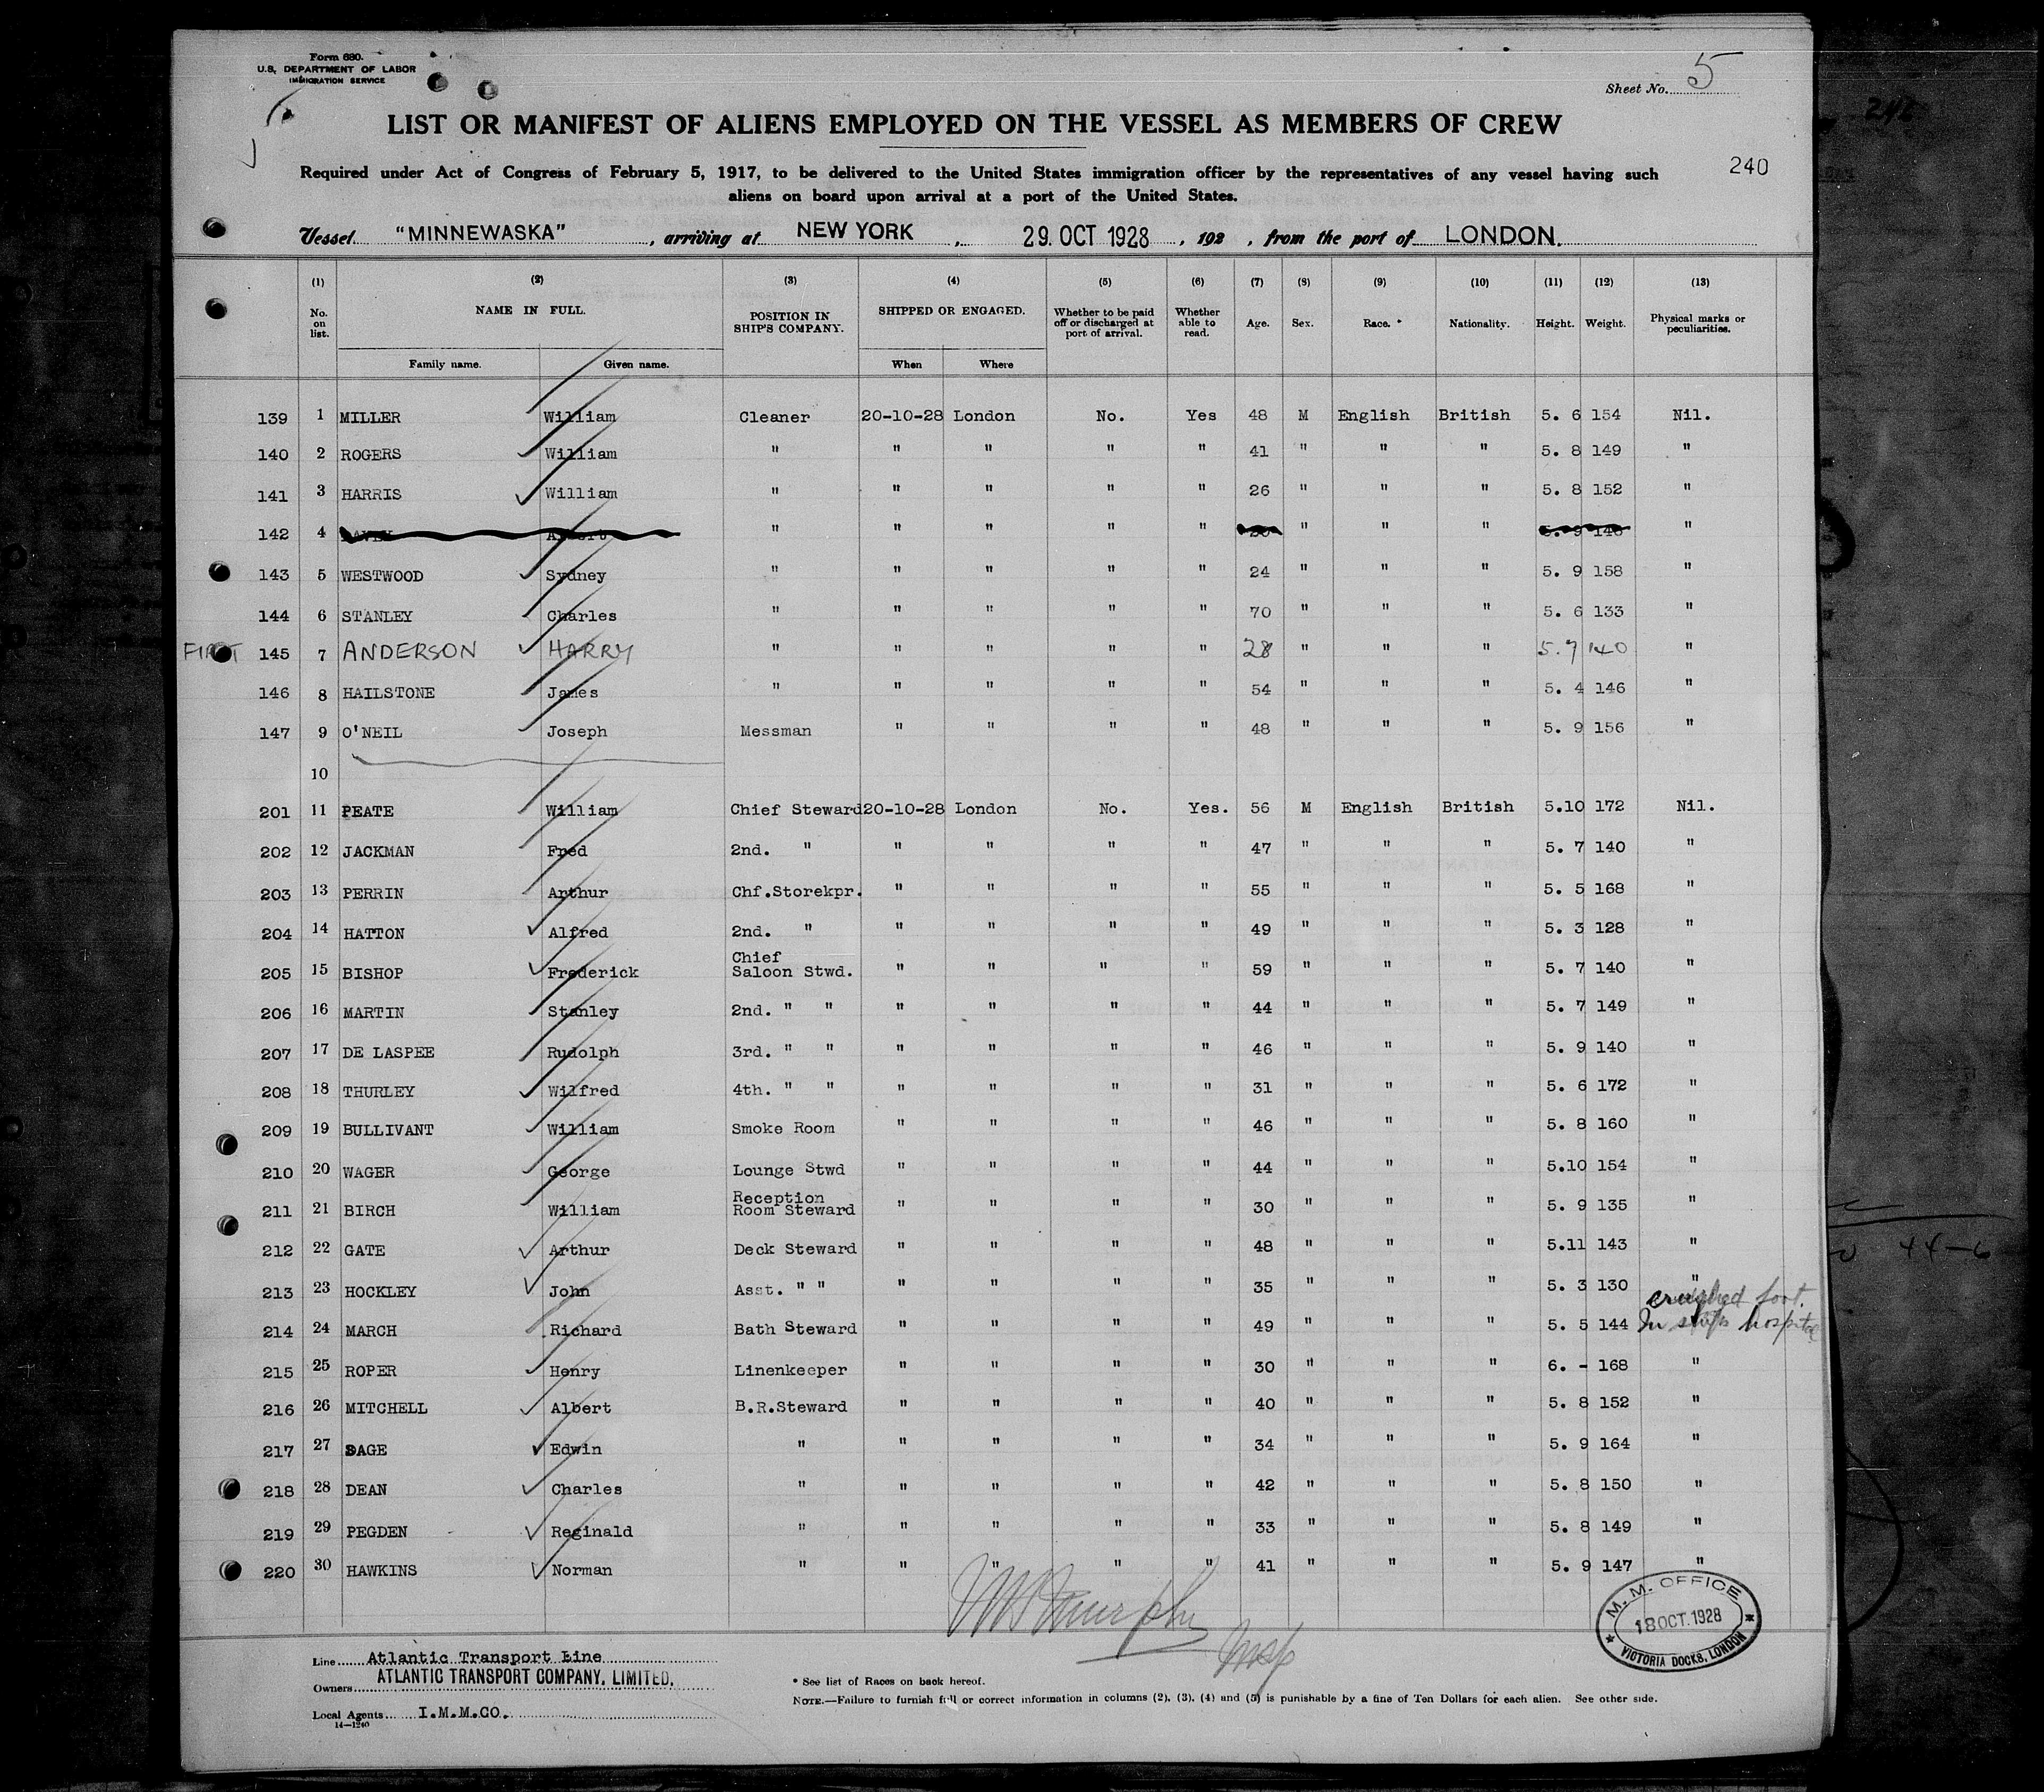 Form 680.
U.S. DEPARTMENT OF LABOR
IMMIGRATION SERVICE
Sheet No. 5
LIST OR MANIFEST OF ALIENS EMPLOYED ON THE VESSEL AS MEMBERS OF CREW
240
Required under Act of Congress of February 5, 1917, to be delivered to the United States immigration officer by the representatives of any vessel having such
aliens on board upon arrival at a port of the United States.
Vessel "MINNEWASKA", arriving at NEW YORK, 29. OCT 1928, 192 , from the port of LONDON.
(1) (2) (3) (4) (5) (6) (7) (8) (9) (10) (11) (12) (13)
No. on list. NAME IN FULL. POSITION IN SHIP'S COMPANY. SHIPPED OR ENGAGED. Whether to be paid off or discharged at port of arrival. Whether able to read. Age. Sex. Race. * Nationality. Height. Weight. Physical marks or peculiarities.
Family name. Given name. When Where
139 1 MILLER William Cleaner 20-10-28 London No. Yes 48 M English British 5. 6 154 Nil.
140 2 ROGERS William " " " " " 41 " " " 5. 8 149 "
141 3 HARRIS William " " " " " 26 " " " 5. 8 152 "
142 4 " " " " " " " " "
143 5 WESTWOOD Sydney " " " " " 24 " " " 5. 9 158 "
144 6 STANLEY Charles " " " " " 70 " " " 5. 6 133 "
FIRST 145 7 ANDERSON HARRY " " " " " 28 " " " 5.7 140 "
146 8 HAILSTONE James " " " " " 54 " " " 5. 4 146 "
147 9 O'NEIL Joseph Messman " " " " 48 " " " 5. 9 156 "
10
201 11 PEATE William Chief Steward 20-10-28 London No. Yes. 56 M English British 5.10 172 Nil.
202 12 JACKMAN Fred 2nd. " " " " " 47 " " " 5. 7 140 "
203 13 PERRIN Arthur Chf.Storekpr. " " " " 55 " " " 5. 5 168 "
204 14 HATTON Alfred 2nd. " " " " " 49 " " " 5. 3 128 "
205 15 BISHOP Frederick Chief Saloon Stwd. " " " " 59 " " " 5. 7 140 "
206 16 MARTIN Stanley 2nd. " " " " " " 44 " " " 5. 7 149 "
207 17 DE LASPEE Rudolph 3rd. " " " " " " 46 " " " 5. 9 140 "
208 18 THURLEY Wilfred 4th. " " " " " " 31 " " " 5. 6 172 "
209 19 BULLIVANT William Smoke Room " " " " 46 " " " 5. 8 160 "
210 20 WAGER George Lounge Stwd " " " " 44 " " " 5.10 154 "
211 21 BIRCH William Reception Room Steward " " " " 30 " " " 5. 9 135 "
212 22 GATE Arthur Deck Steward " " " " 48 " " " 5.11 143 "
213 23 HOCKLEY John Asst. " " " " " " 35 " " " 5. 3 130 "
214 24 MARCH Richard Bath Steward " " " " 49 " " " 5. 5 144 crushed foot. In ships hospital
215 25 ROPER Henry Linenkeeper " " " " 30 " " " 6. - 168 "
216 26 MITCHELL Albert B.R.Steward " " " " 40 " " " 5. 8 152 "
217 27 SAGE Edwin " " " " " 34 " " " 5. 9 164 "
218 28 DEAN Charles " " " " " 42 " " " 5. 8 150 "
219 29 PEGDEN Reginald " " " " " 33 " " " 5. 8 149 "
220 30 HAWKINS Norman " " " " " 41 " " " 5. 9 147 "
Murphy
Insp
M. M. OFFICE
18 OCT. 1928
VICTORIA DOCKS, LONDON
Line Atlantic Transport Line
Owners ATLANTIC TRANSPORT COMPANY, LIMITED.
Local Agents I.M.M.CO.
14—1240
* See list of Races on back hereof.
NOTE.—Failure to furnish full or correct information in columns (2), (3), (4) and (5) is punishable by a fine of Ten Dollars for each alien. See other side.
44-6